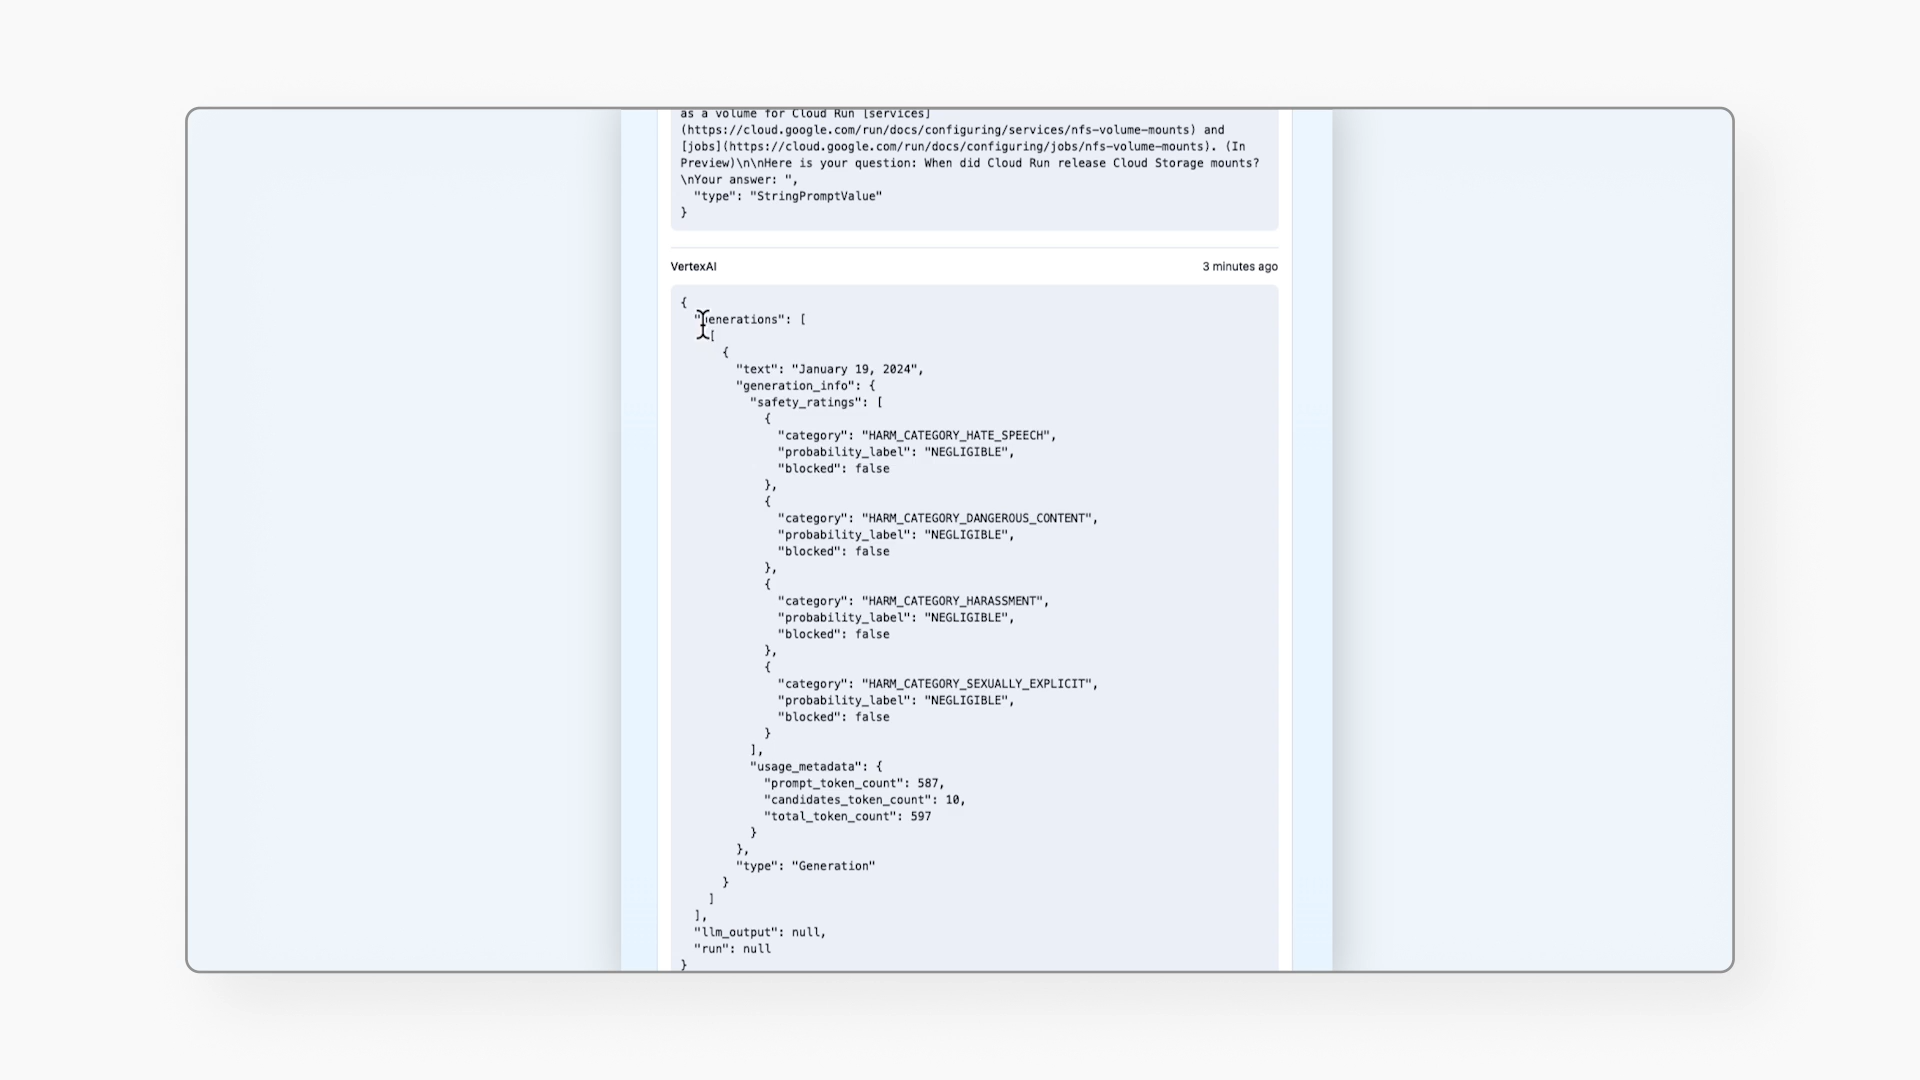 as a volume for Cloud Run [services]
(https://cloud.google.com/run/docs/configuring/services/nfs-volume-mounts) and
[jobs](https://cloud.google.com/run/docs/configuring/jobs/nfs-volume-mounts). (In
Preview)\n\nHere is your question: When did Cloud Run release Cloud Storage mounts?
\nYour answer: ",
"type": "StringPromptValue"
}
VertexAI 3 minutes ago
{
"generations": [
[
{
"text": "January 19, 2024",
"generation_info": {
"safety_ratings": [
{
"category": "HARM_CATEGORY_HATE_SPEECH",
"probability_label": "NEGLIGIBLE",
"blocked": false
},
{
"category": "HARM_CATEGORY_DANGEROUS_CONTENT",
"probability_label": "NEGLIGIBLE",
"blocked": false
},
{
"category": "HARM_CATEGORY_HARASSMENT",
"probability_label": "NEGLIGIBLE",
"blocked": false
},
{
"category": "HARM_CATEGORY_SEXUALLY_EXPLICIT",
"probability_label": "NEGLIGIBLE",
"blocked": false
}
],
"usage_metadata": {
"prompt_token_count": 587,
"candidates_token_count": 10,
"total_token_count": 597
}
},
"type": "Generation"
}
]
],
"llm_output": null,
"run": null
}